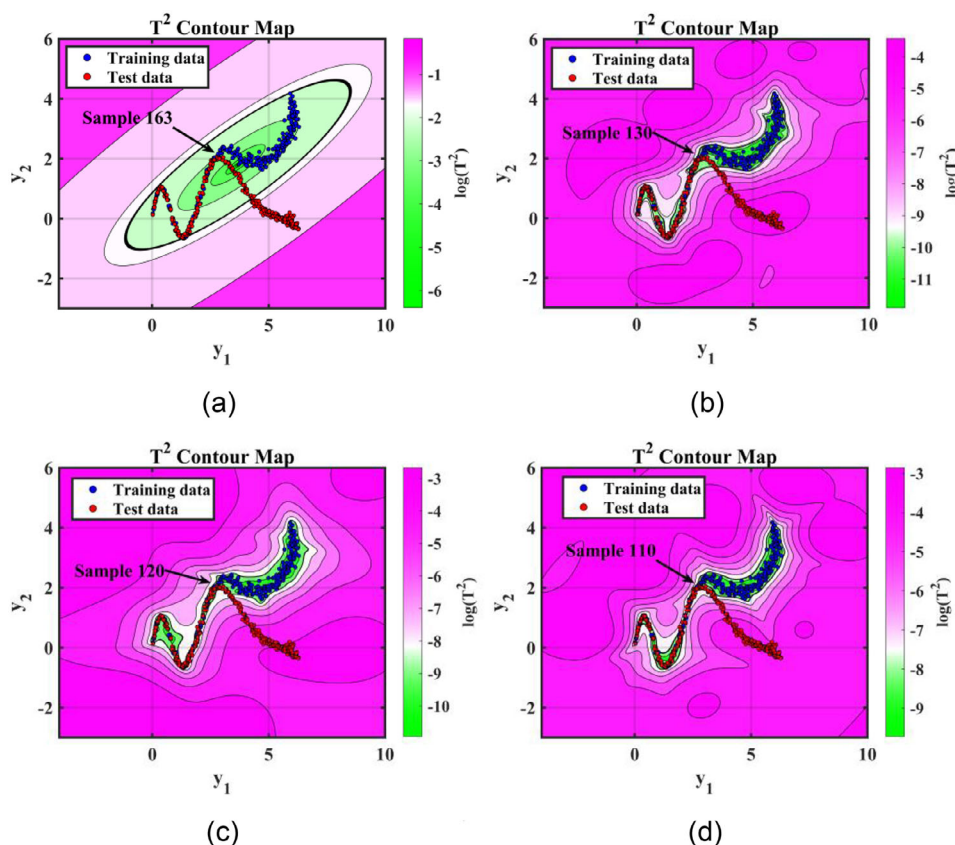 T² Contour Map
Training data
Test data
Sample 163
6
4
2
0
-2
y₂
0
5
10
y₁
-1
-2
-3
-4
-5
-6
log(T⁻²)
(a)
T² Contour Map
Training data
Test data
Sample 130
6
4
2
0
-2
y₂
0
5
10
y₁
-4
-5
-6
-7
-8
-9
-10
-11
log(T⁻²)
(b)
T² Contour Map
Training data
Test data
Sample 120
6
4
2
0
-2
y₂
0
5
10
y₁
-3
-4
-5
-6
-7
-8
-9
-10
log(T⁻²)
(c)
T² Contour Map
Training data
Test data
Sample 110
6
4
2
0
-2
y₂
0
5
10
y₁
-3
-4
-5
-6
-7
-8
-9
log(T⁻²)
(d)